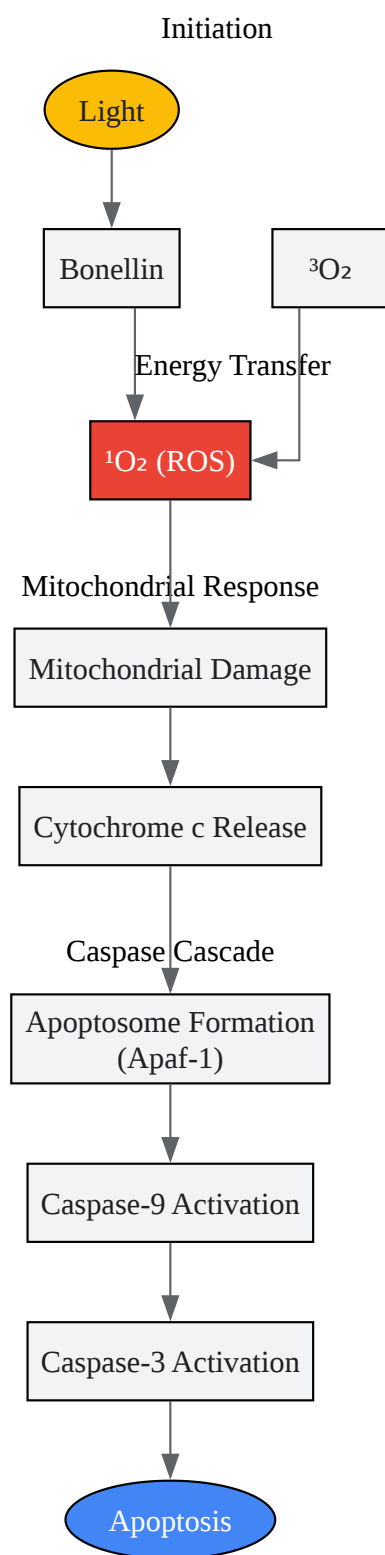 Initiation
Light
Bonellin
³O₂
Energy Transfer
¹O₂ (ROS)
Mitochondrial Response
Mitochondrial Damage
Cytochrome c Release
Caspase Cascade
Apoptosome Formation
(Apaf-1)
Caspase-9 Activation
Caspase-3 Activation
Apoptosis